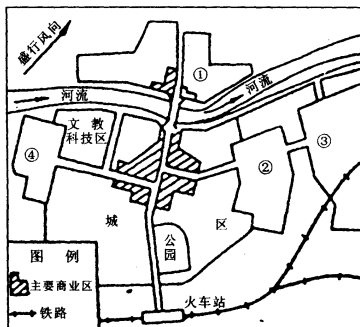 盛行风向
①
河流
河流
文教
科技区
③
④
②
城
区
公园
图例
主要商业区
火车站
铁路